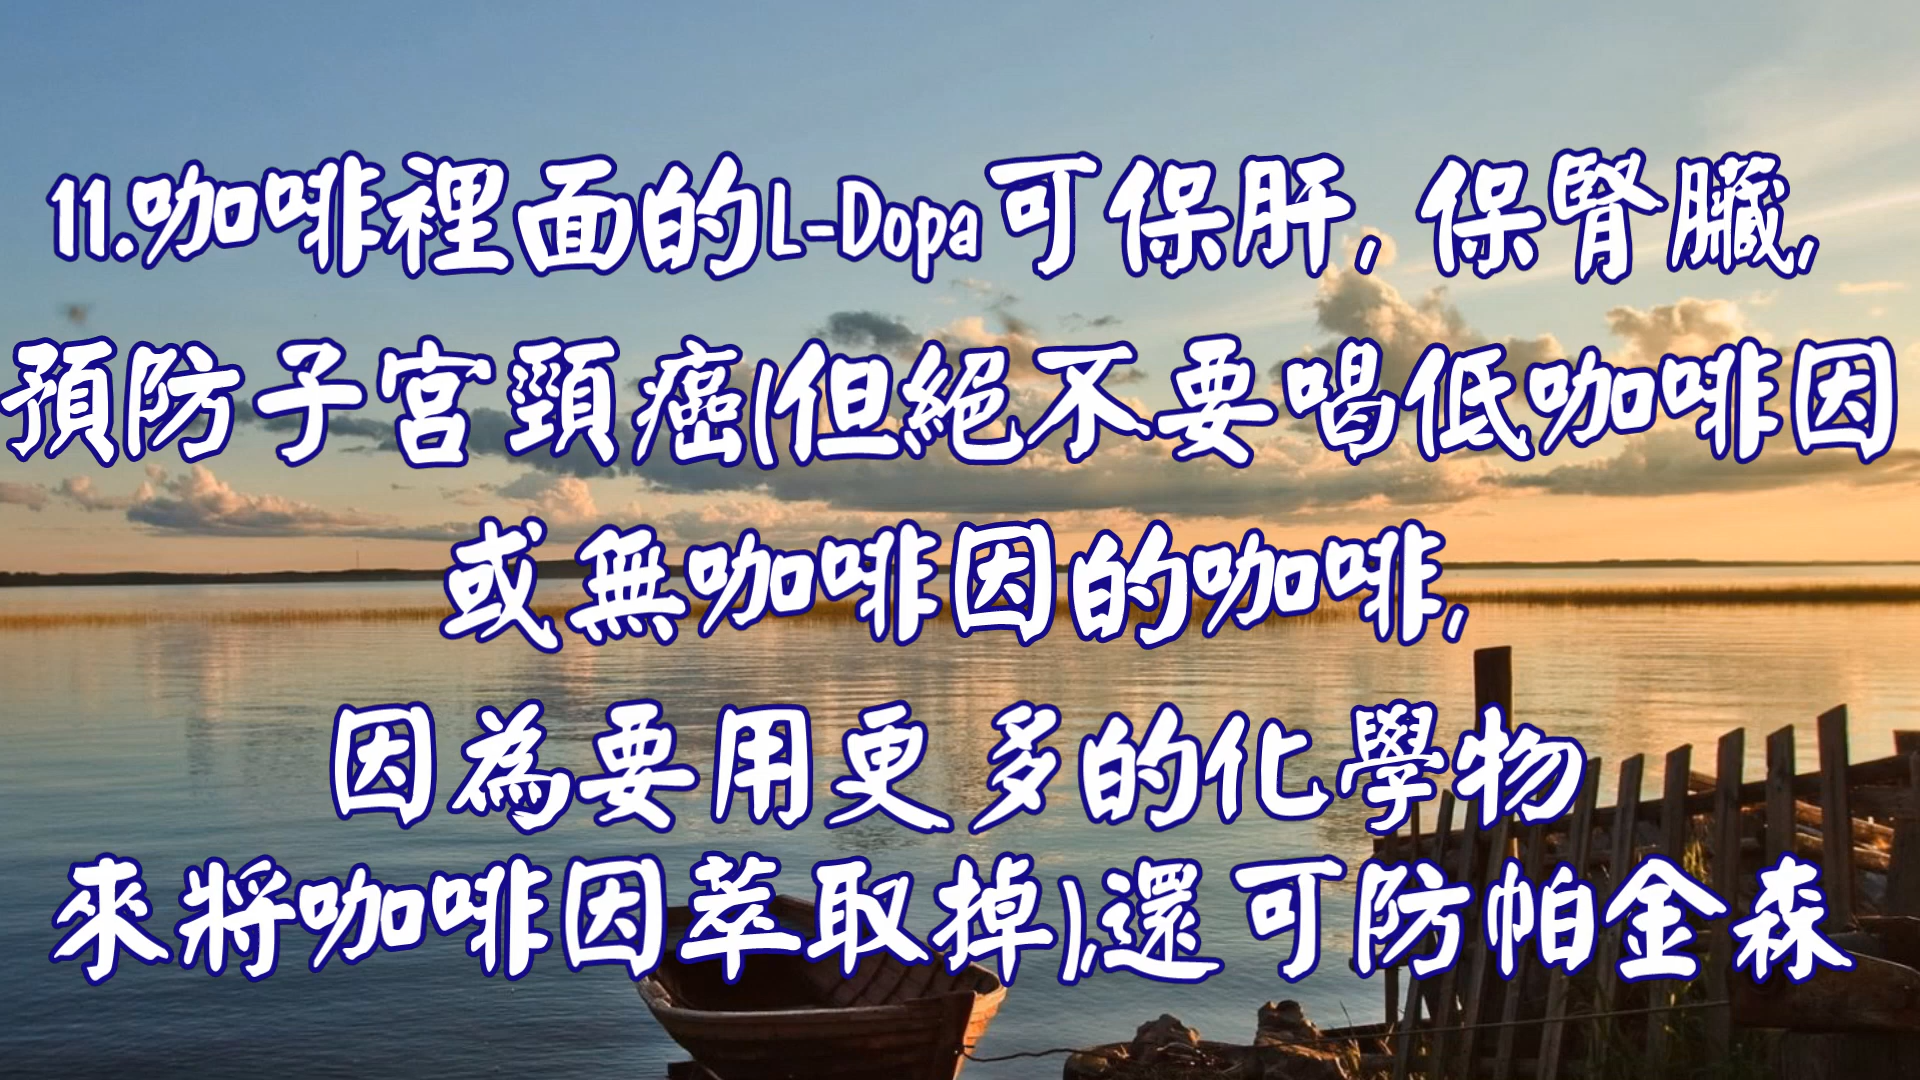 11.咖啡裡面的L-Dopa可保肝, 保腎臟,
預防子宮頸癌(但絕不要喝低咖啡因
或無咖啡因的咖啡,
因為要用更多的化學物
來將咖啡因萃取掉),還可防帕金森